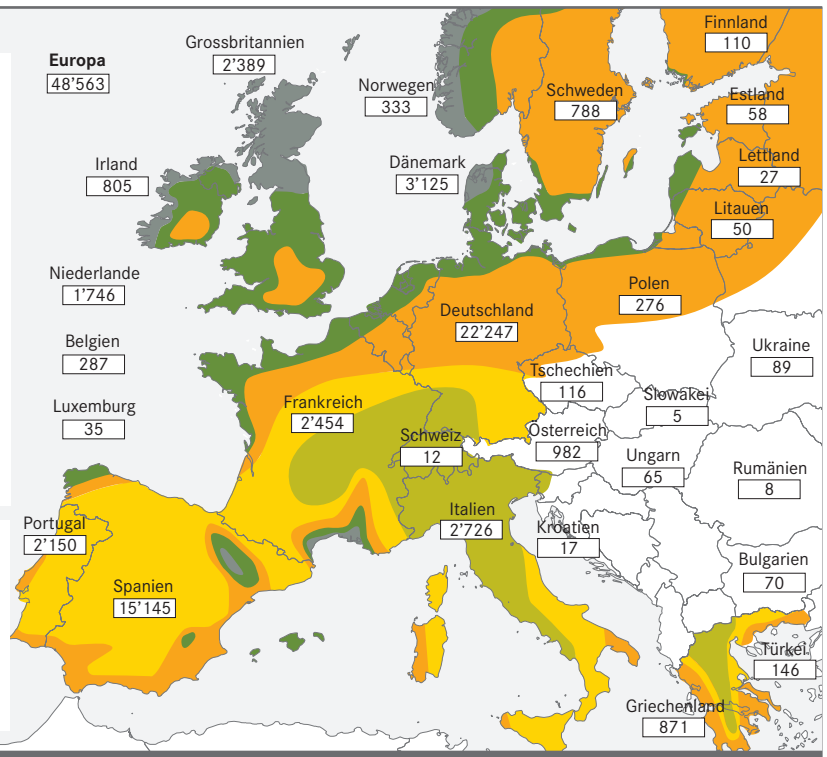 Europa
48’563
Grossbritannien
2’389
Norwegen
333
Finnland
110
Schweden
788
Estland
58
Irland
805
Dänemark
3’125
Lettland
27
Litauen
50
Niederlande
1’746
Deutschland
22’247
Polen
276
Belgien
287
Ukraine
89
Tschechien
116
Slowakei
5
Luxemburg
35
Frankreich
2’454
Schweiz
12
Österreich
982
Ungarn
65
Rumänien
8
Portugal
2’150
Italien
2’726
Kroatien
17
Spanien
15’145
Bulgarien
70
Türkei
146
Griechenland
871